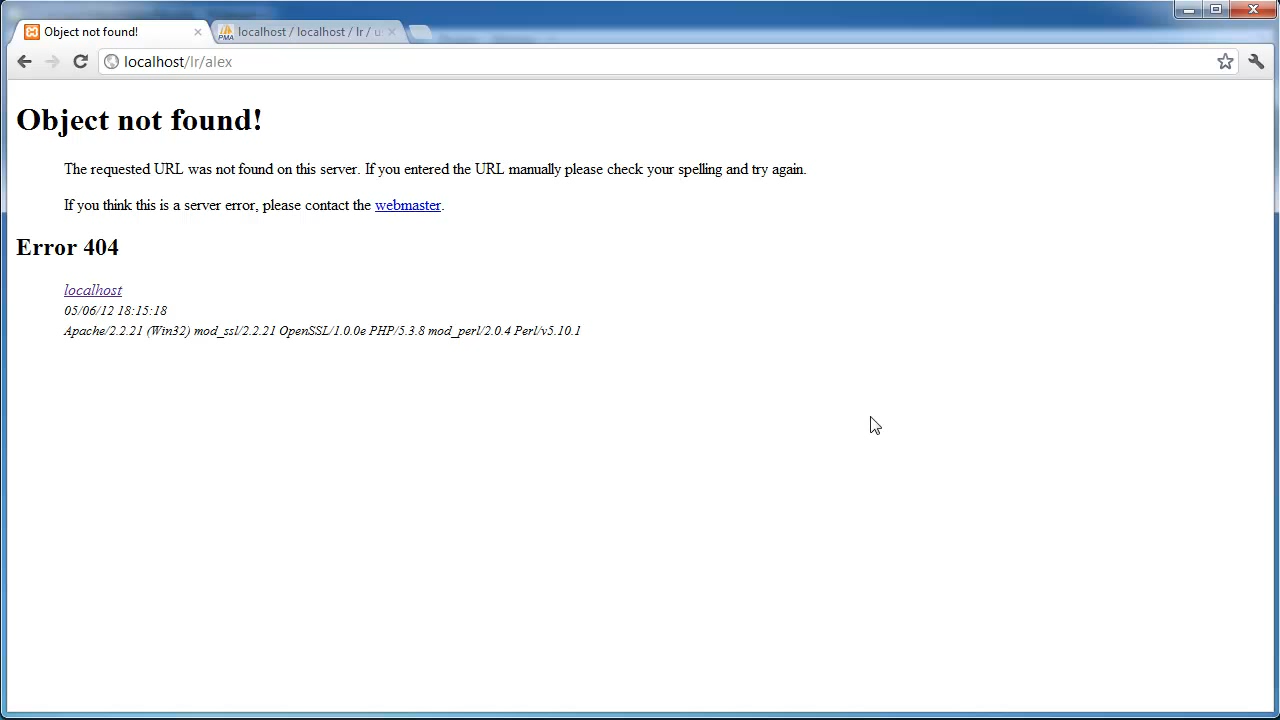 Object not found!
localhost / localhost / lr / u
localhost/lr/alex
Object not found!
The requested URL was not found on this server. If you entered the URL manually please check your spelling and try again.
If you think this is a server error, please contact the webmaster.
Error 404
localhost
05/06/12 18:15:18
Apache/2.2.21 (Win32) mod_ssl/2.2.21 OpenSSL/1.0.0e PHP/5.3.8 mod_perl/2.0.4 Perl/v5.10.1